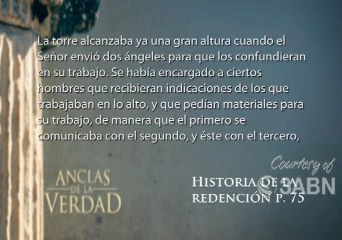 La torre alcanzaba ya una gran altura cuando el
Señor envió dos ángeles para que los confundieran
en su trabajo. Se había encargado a ciertos
hombres que recibieran indicaciones de los que
trabajaban en lo alto, y que pedían materiales para
su trabajo, de manera que el primero se
comunicaba con el segundo, y éste con el tercero,
ANCLAS
DE LA
VERDAD
Courtesy of
© 3ABN
HISTORIA DE LA
REDENCIÓN P. 75